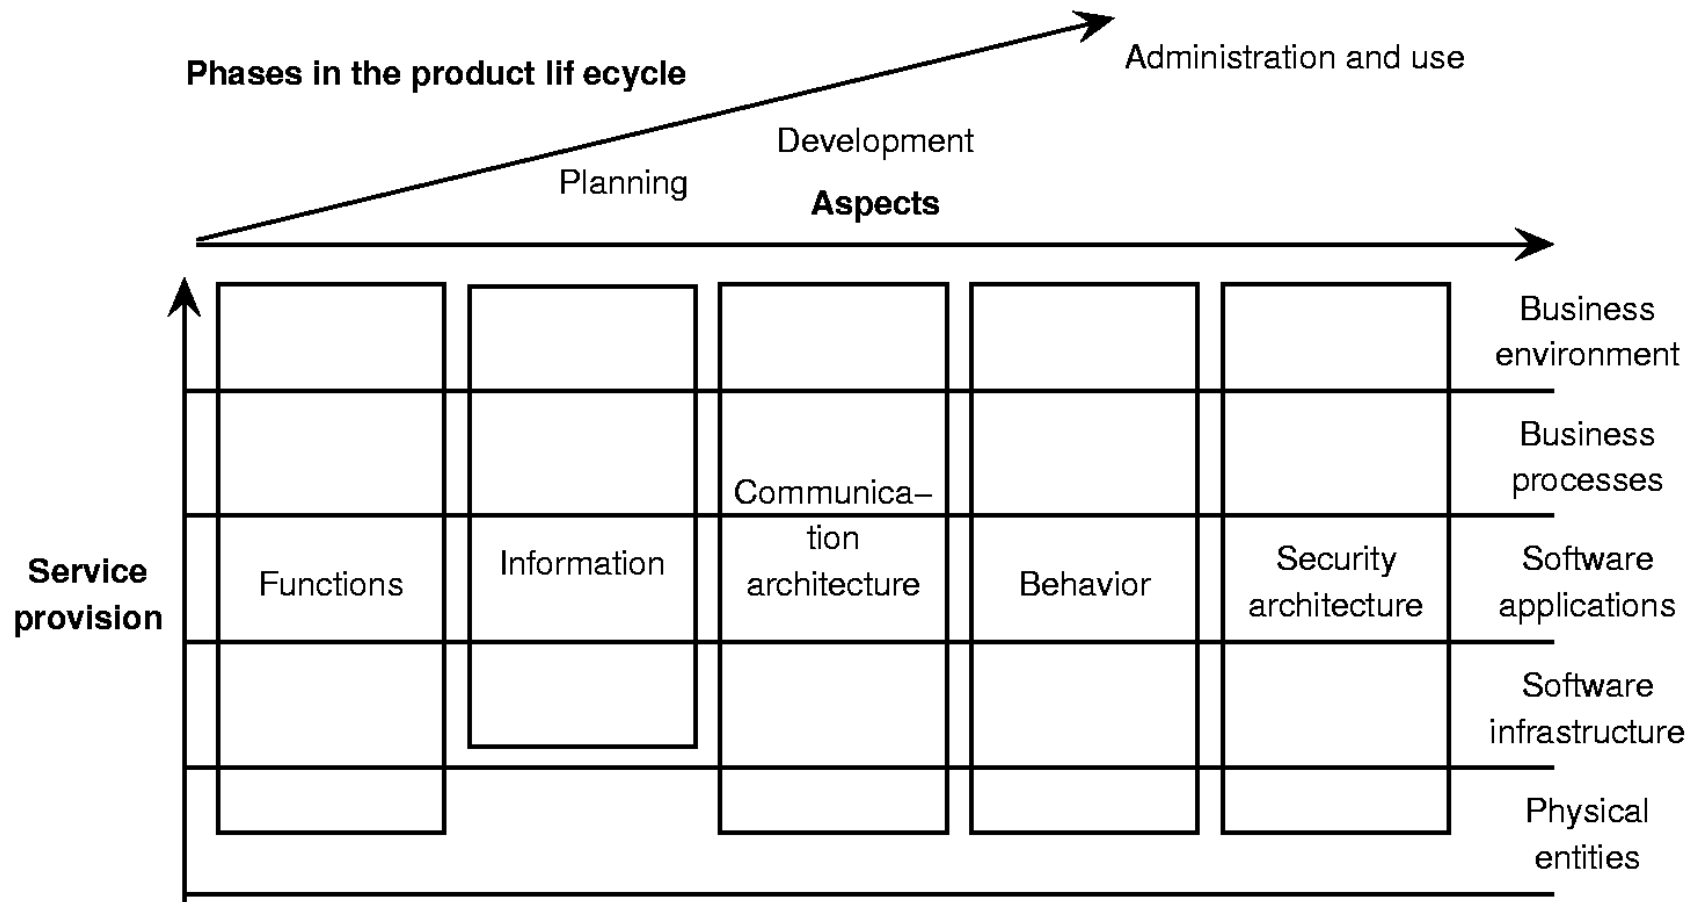 Phases in the product lif ecycle
Administration and use
Development
Planning
Aspects
Business
environment
Business
processes
Service
provision
Functions
Information
Communica–
tion
architecture
Behavior
Security
architecture
Software
applications
Software
infrastructure
Physical
entities